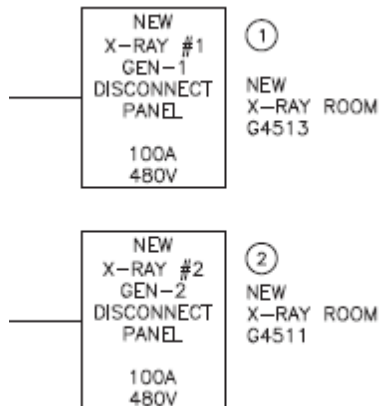 NEW
X-RAY #1
GEN-1
DISCONNECT
PANEL
100A
480V
1
NEW
X-RAY ROOM
G4513
NEW
X-RAY #2
GEN-2
DISCONNECT
PANEL
100A
480V
2
NEW
X-RAY ROOM
G4511